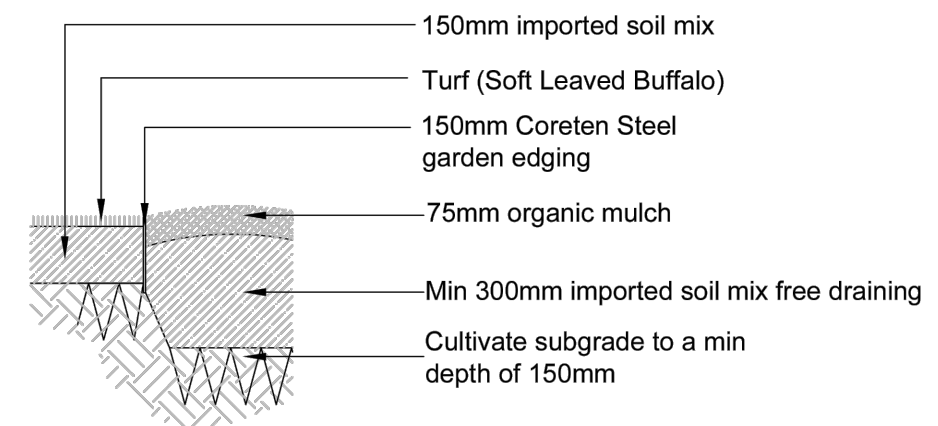 150mm imported soil mix
Turf (Soft Leaved Buffalo)
150mm Coreten Steel
garden edging
75mm organic mulch
Min 300mm imported soil mix free draining
Cultivate subgrade to a min
depth of 150mm